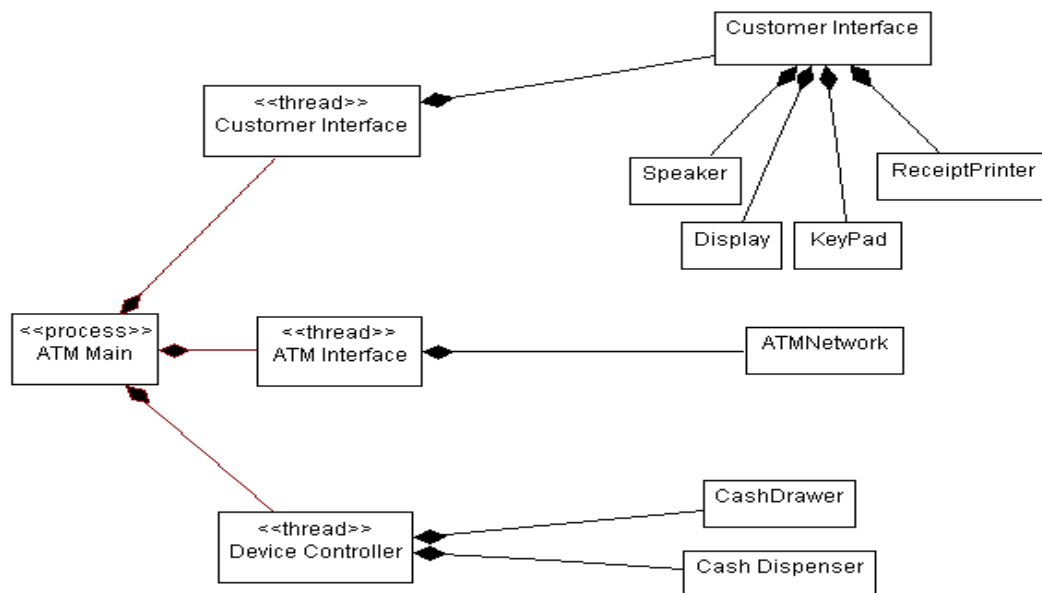 Customer Interface
<<thread>>
Customer Interface
Speaker
ReceiptPrinter
Display
KeyPad
<<process>>
ATM Main
<<thread>>
ATM Interface
ATMNetwork
CashDrawer
<<thread>>
Device Controller
Cash Dispenser